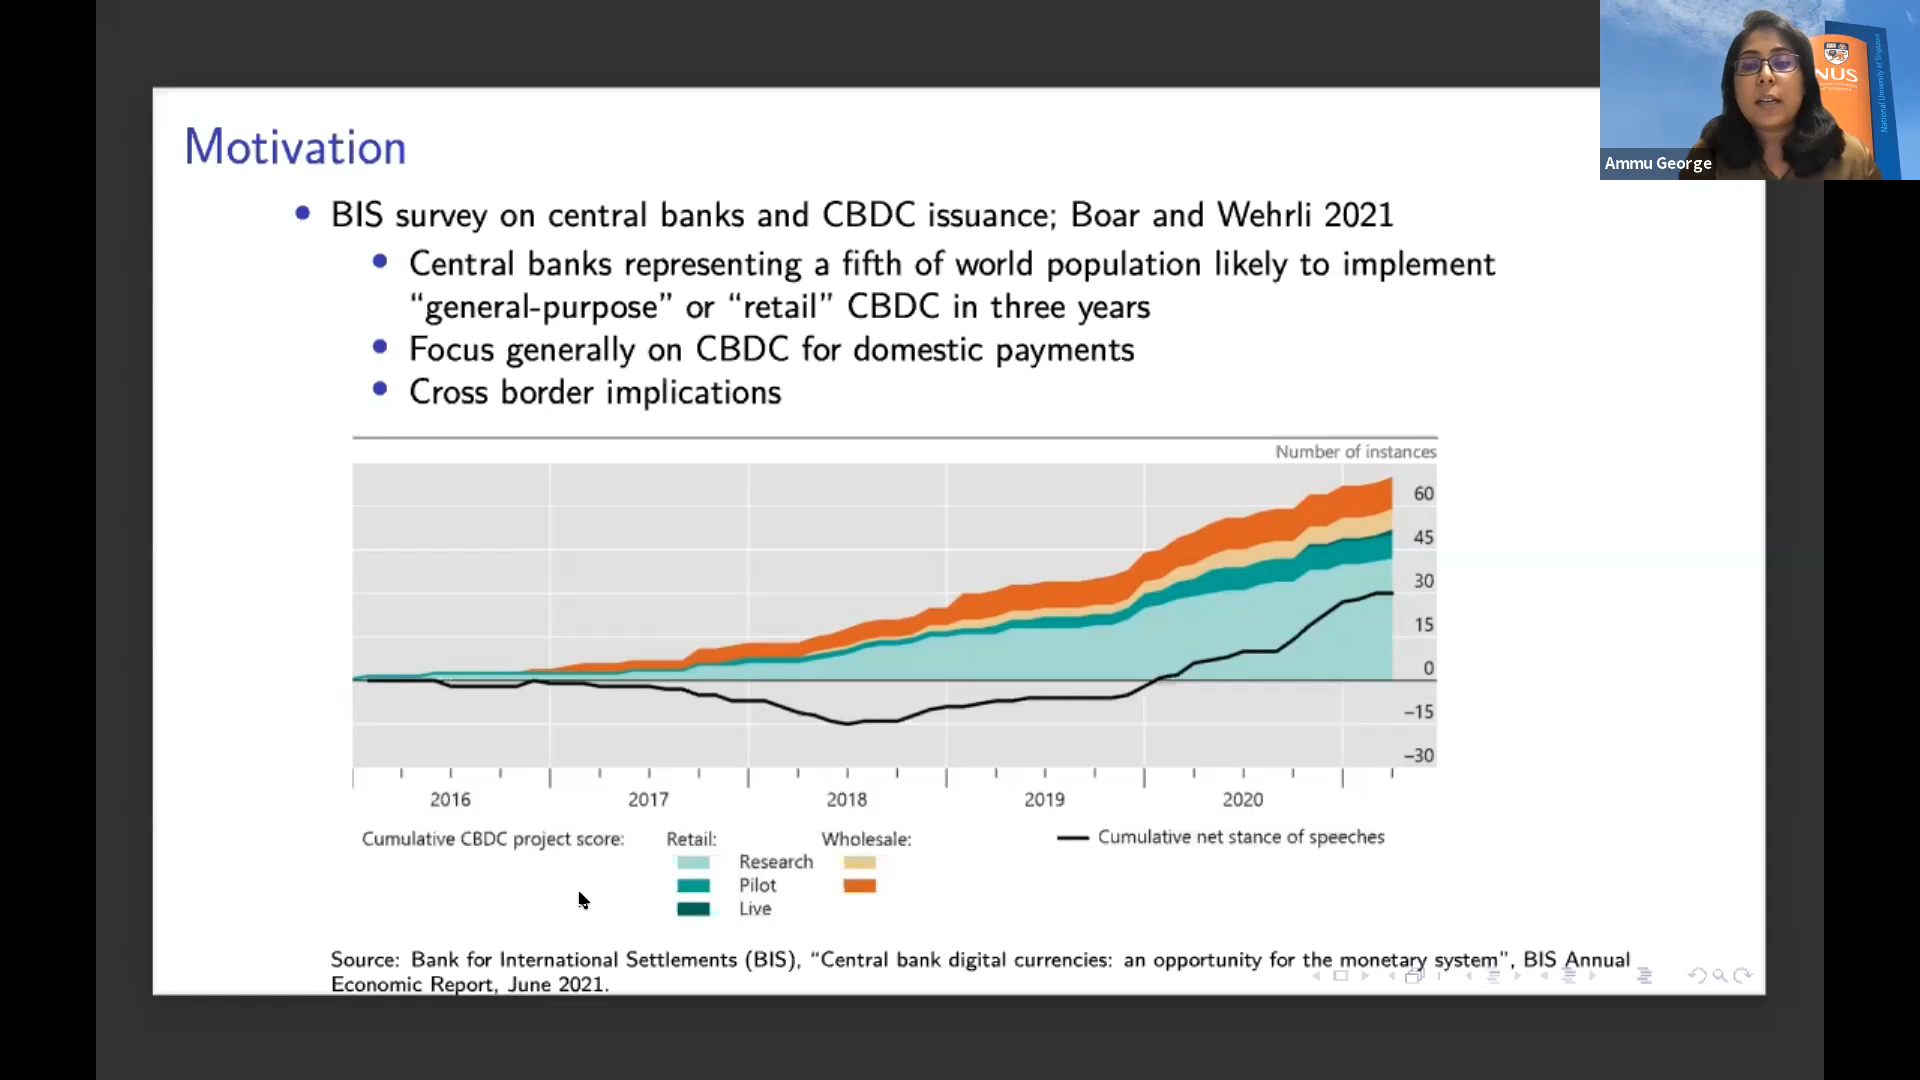 NUS
National University of Singapore
Ammu George
Motivation
BIS survey on central banks and CBDC issuance; Boar and Wehrli 2021
Central banks representing a fifth of world population likely to implement
“general-purpose” or “retail” CBDC in three years
Focus generally on CBDC for domestic payments
Cross border implications
Number of instances
60
45
30
15
0
–15
–30
2016 2017 2018 2019 2020
Cumulative CBDC project score: Retail: Wholesale: Cumulative net stance of speeches
Research
Pilot
Live
Source: Bank for International Settlements (BIS), “Central bank digital currencies: an opportunity for the monetary system”, BIS Annual
Economic Report, June 2021.